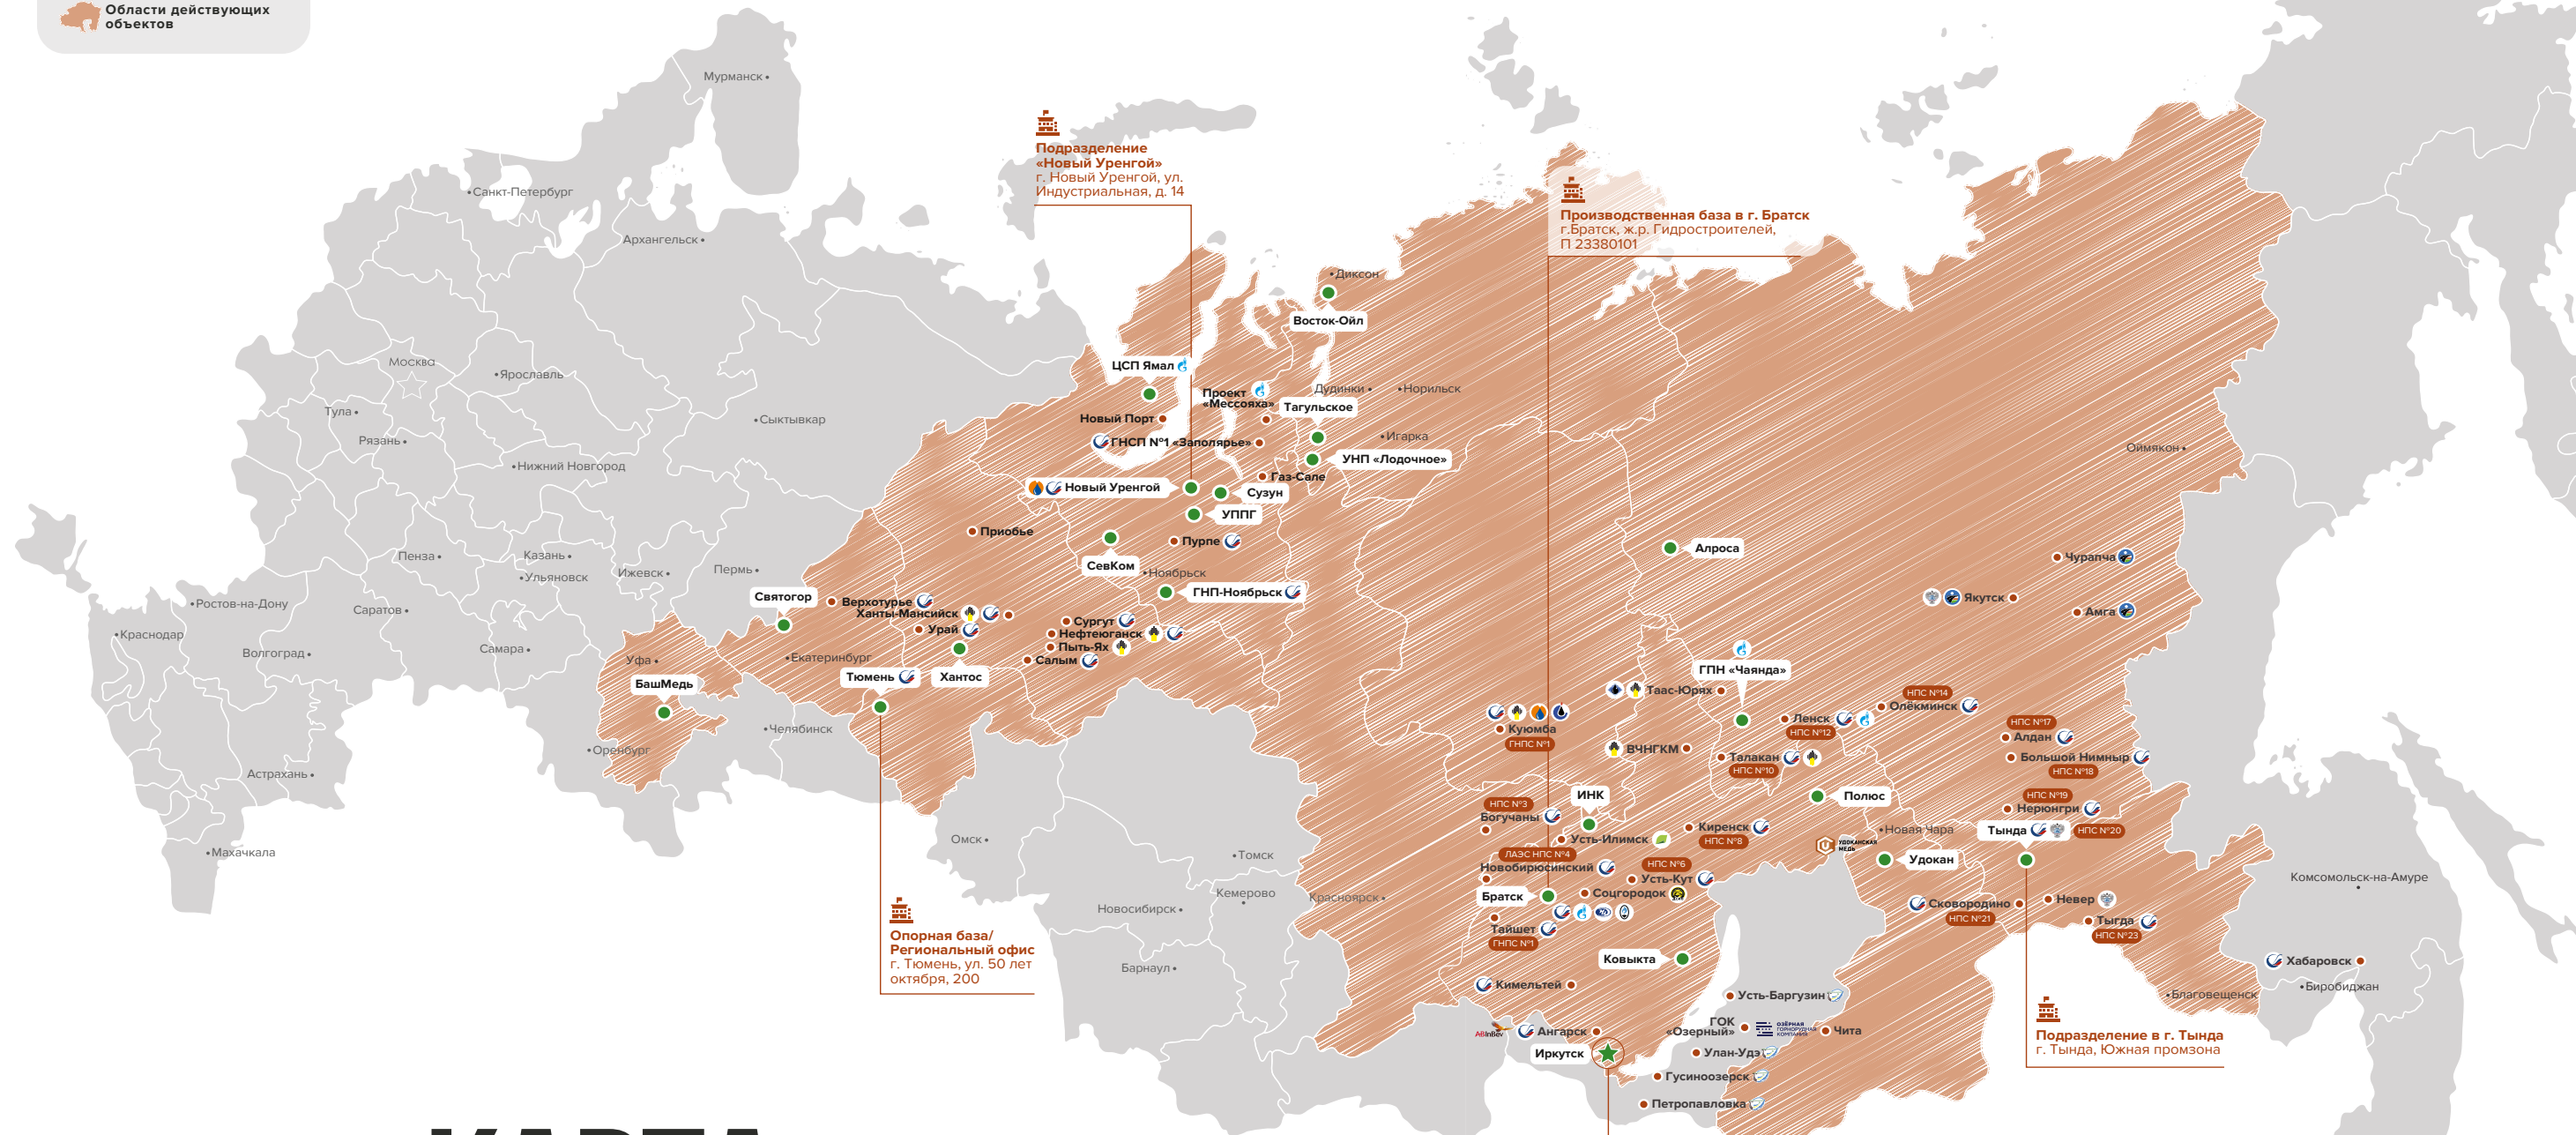 Области действующих
объектов
Мурманск
Санкт-Петербург
Архангельск
Подразделение
«Новый Уренгой»
г. Новый Уренгой, ул.
Индустриальная, д. 14
Производственная база в г. Братск
г.Братск, ж.р. Гидростроителей,
П 23380101
Диксон
Восток-Ойл
Москва
Ярославль
Тула
Рязань
Сыктывкар
Нижний Новгород
ЦСП Ямал
Проект
«Мессояха»
Дудинки
Норильск
Тагульское
Новый Порт
Игарка
ГНСП №1 «Заполярье»
УНП «Лодочное»
Газ-Сале
Новый Уренгой
Сузун
УППГ
Оймякон
Приобье
Пурпе
СевКом
Ноябрьск
ГНП-Ноябрьск
Алроса
Чурапча
Якутск
Амга
Пенза
Казань
Ульяновск
Ижевск
Пермь
Ростов-на-Дону
Саратов
Святогор
Верхотурье
Ханты-Мансийск
Урай
Сургут
Нефтеюганск
Пыть-Ях
Салым
Краснодар
Волгоград
Самара
Уфа
Екатеринбург
БашМедь
Тюмень
Хантос
Челябинск
Оренбург
Астрахань
Махачкала
ГПН «Чаянда»
Таас-Юрях
НПС №14
Олёкминск
Ленск
НПС №12
Куюмба
ГНПС №1
ВЧНГКМ
Талакан
НПС №10
НПС №17
Алдан
Большой Нимныр
НПС №18
НПС №19
Нерюнгри
Полюс
ИНК
НПС №3
Богучаны
Киренск
НПС №8
Усть-Илимск
Новая Чара
Тында
НПС №20
УДОКАНСКАЯ
МЕДЬ
Удокан
ЛАЭС НПС №4
Новобирюсинский
НПС №6
Усть-Кут
Омск
Томск
Кемерово
Красноярск
Новосибирск
Барнаул
Братск
Соцгородок
Тайшет
ГНПС №1
Сковородино
НПС №21
Невер
Тыгда
НПС №23
Комсомольск-на-Амуре
Хабаровск
Биробиджан
Благовещенск
Опорная база/
Региональный офис
г. Тюмень, ул. 50 лет
октября, 200
Ковыкта
Кимельтей
Усть-Баргузин
ABInBev
Ангарск
ГОК
«Озерный»
ОЗЁРНАЯ
ГОРНОРУДНАЯ
КОМПАНИЯ
Чита
Иркутск
Улан-Удэ
Гусиноозерск
Петропавловка
Подразделение в г. Тында
г. Тында, Южная промзона
КАРТА